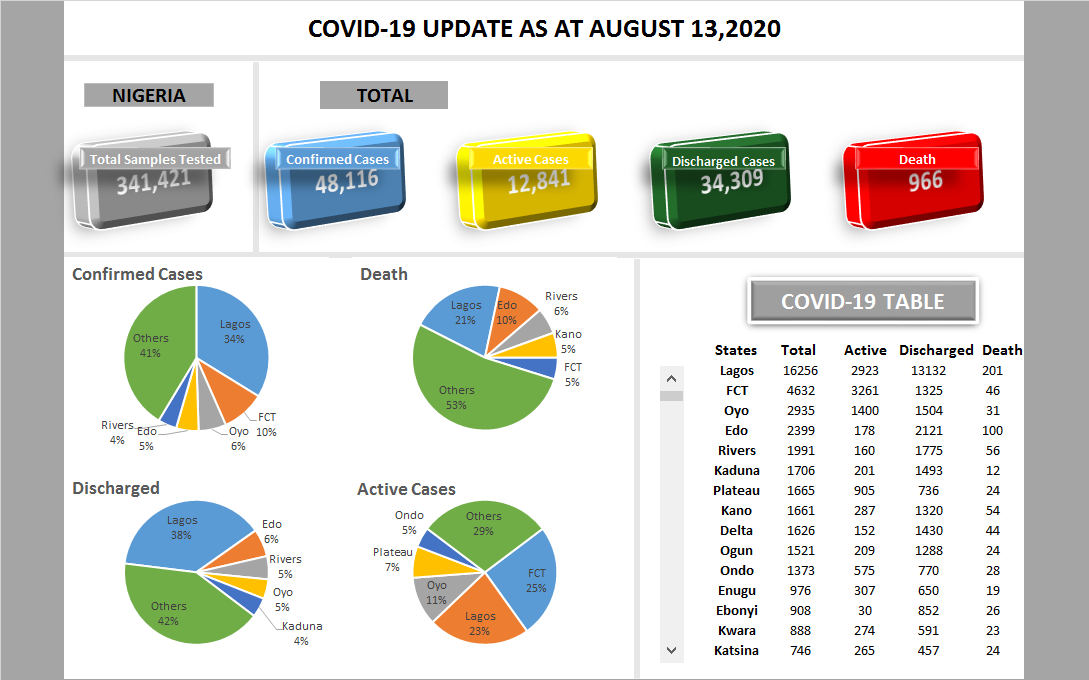 COVID-19 UPDATE AS AT AUGUST 13,2020
NIGERIA
TOTAL
Total Samples Tested
341,421
Confirmed Cases
48,116
Active Cases
12,841
Discharged Cases
34,309
Death
966
Confirmed Cases
Lagos
34%
FCT
10%
Oyo
6%
Edo
5%
Rivers
4%
Others
41%
Death
Lagos
21%
Edo
10%
Rivers
6%
Kano
5%
FCT
5%
Others
53%
Discharged
Lagos
38%
Edo
6%
Rivers
5%
Oyo
5%
Kaduna
4%
Others
42%
Active Cases
Others
29%
FCT
25%
Lagos
23%
Oyo
11%
Plateau
7%
Ondo
5%
COVID-19 TABLE
States Total Active Discharged Death
Lagos 16256 2923 13132 201
FCT 4632 3261 1325 46
Oyo 2935 1400 1504 31
Edo 2399 178 2121 100
Rivers 1991 160 1775 56
Kaduna 1706 201 1493 12
Plateau 1665 905 736 24
Kano 1661 287 1320 54
Delta 1626 152 1430 44
Ogun 1521 209 1288 24
Ondo 1373 575 770 28
Enugu 976 307 650 19
Ebonyi 908 30 852 26
Kwara 888 274 591 23
Katsina 746 265 457 24